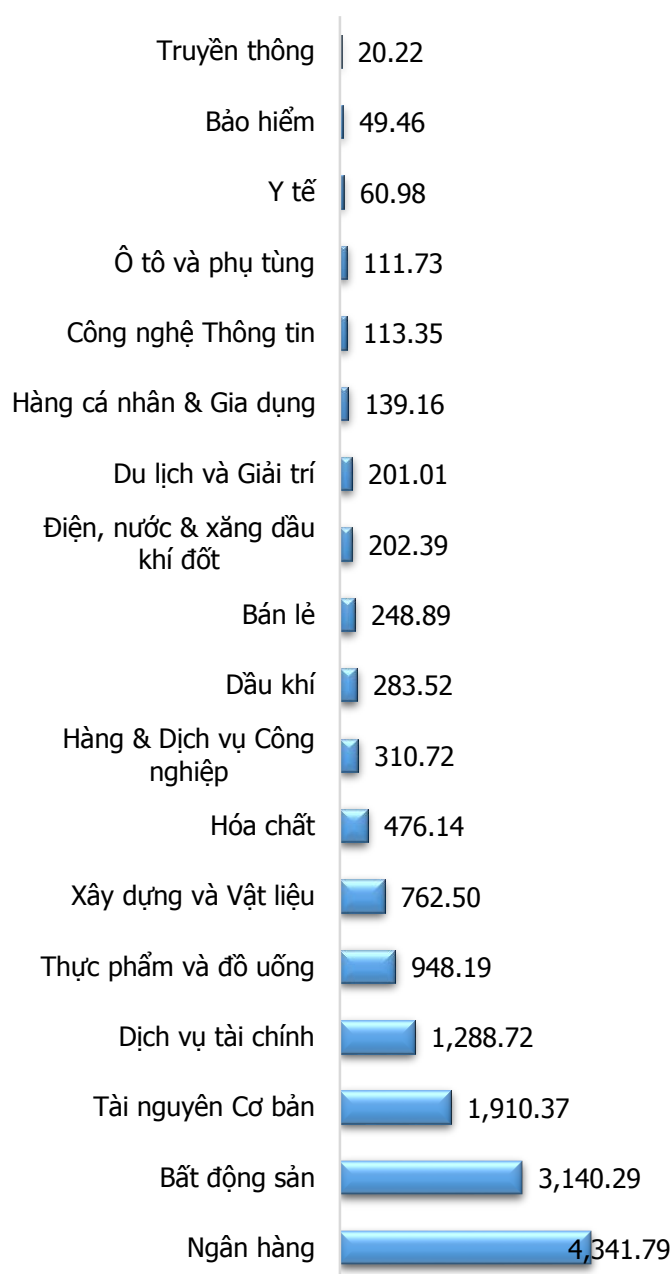 Truyền thông 20.22
Bảo hiểm 49.46
Y tế 60.98
Ô tô và phụ tùng 111.73
Công nghệ Thông tin 113.35
Hàng cá nhân & Gia dụng 139.16
Du lịch và Giải trí 201.01
Điện, nước & xăng dầu
khí đốt 202.39
Bán lẻ 248.89
Dầu khí 283.52
Hàng & Dịch vụ Công
nghiệp 310.72
Hóa chất 476.14
Xây dựng và Vật liệu 762.50
Thực phẩm và đồ uống 948.19
Dịch vụ tài chính 1,288.72
Tài nguyên Cơ bản 1,910.37
Bất động sản 3,140.29
Ngân hàng 4,341.79